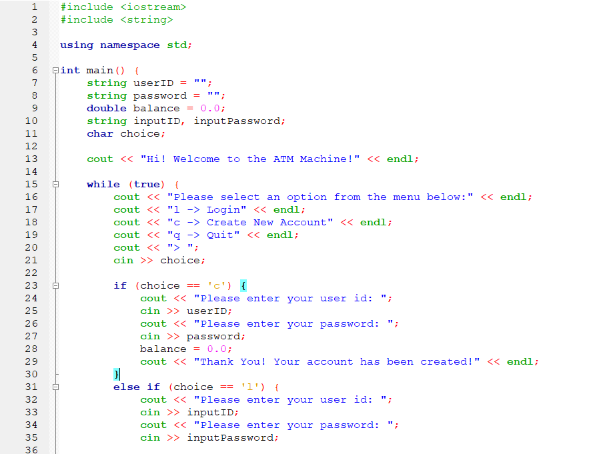 1 #include <iostream>
2 #include <string>
3
4 using namespace std;
5
6 int main() {
7 string userID = "";
8 string password = "";
9 double balance = 0.0;
10 string inputID, inputPassword;
11 char choice;
12
13 cout << "Hi! Welcome to the ATM Machine!" << endl;
14
15 while (true) {
16 cout << "Please select an option from the menu below:" << endl;
17 cout << "l -> Login" << endl;
18 cout << "c -> Create New Account" << endl;
19 cout << "q -> Quit" << endl;
20 cout << "> ";
21 cin >> choice;
22
23 if (choice == 'c') {
24 cout << "Please enter your user id: ";
25 cin >> userID;
26 cout << "Please enter your password: ";
27 cin >> password;
28 balance = 0.0;
29 cout << "Thank You! Your account has been created!" << endl;
30 }
31 else if (choice == 'l') {
32 cout << "Please enter your user id: ";
33 cin >> inputID;
34 cout << "Please enter your password: ";
35 cin >> inputPassword;
36